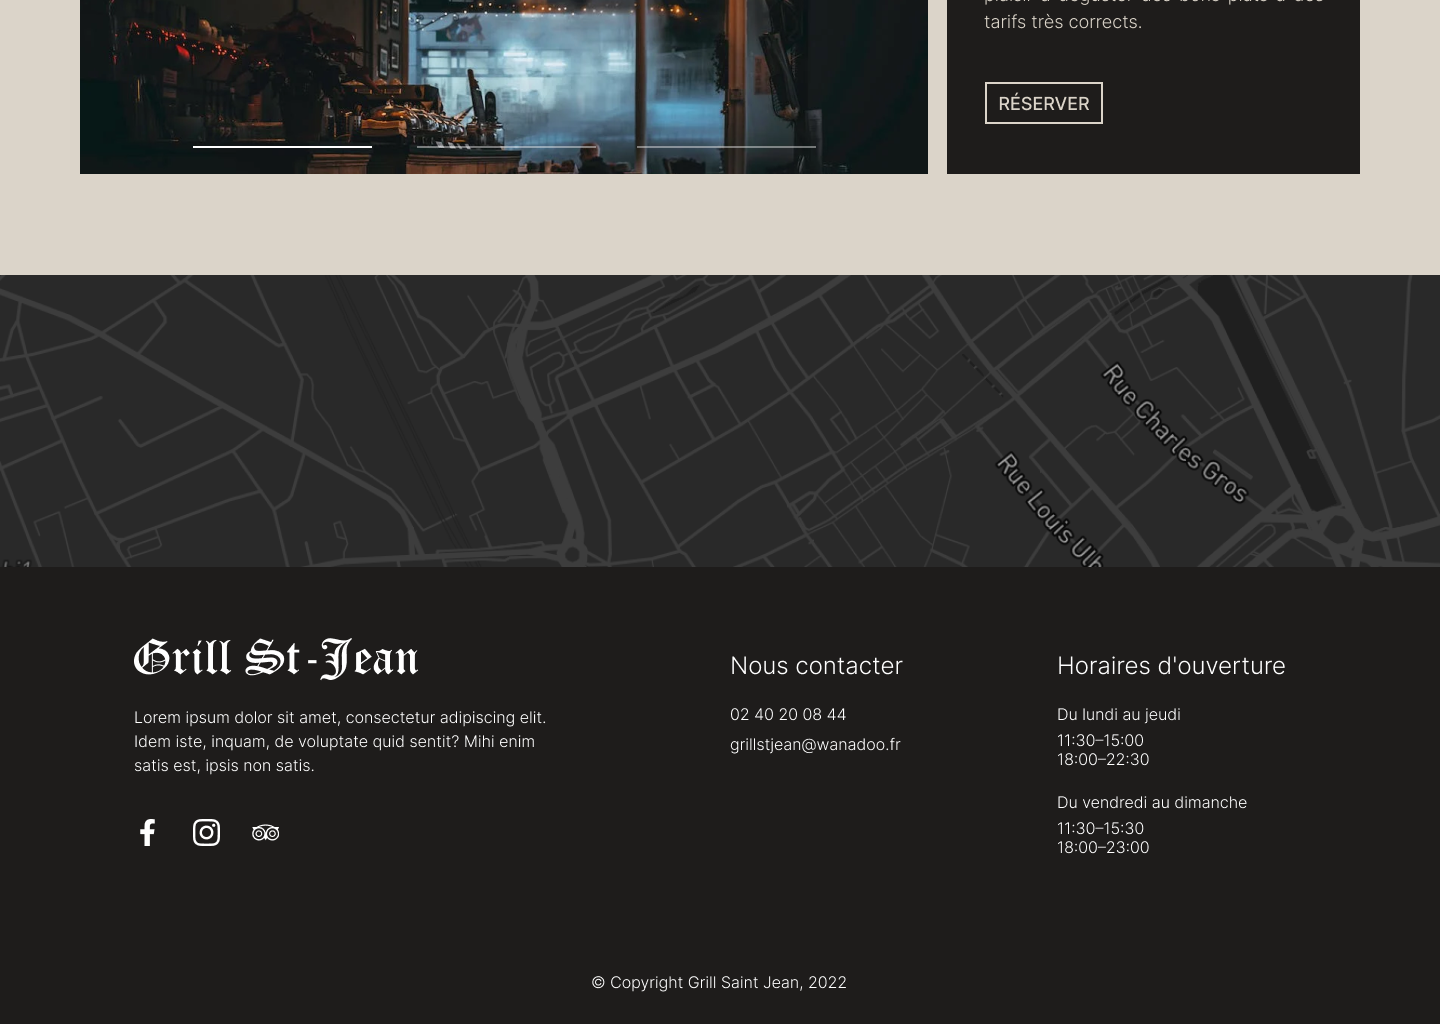 tarifs très corrects.
RÉSERVER
Rue Charles Gros
Rue Louis Ulb
Grill St-Jean
Lorem ipsum dolor sit amet, consectetur adipiscing elit.
Idem iste, inquam, de voluptate quid sentit? Mihi enim
satis est, ipsis non satis.
Nous contacter
02 40 20 08 44
grillstjean@wanadoo.fr
Horaires d'ouverture
Du lundi au jeudi
11:30–15:00
18:00–22:30
Du vendredi au dimanche
11:30–15:30
18:00–23:00
© Copyright Grill Saint Jean, 2022